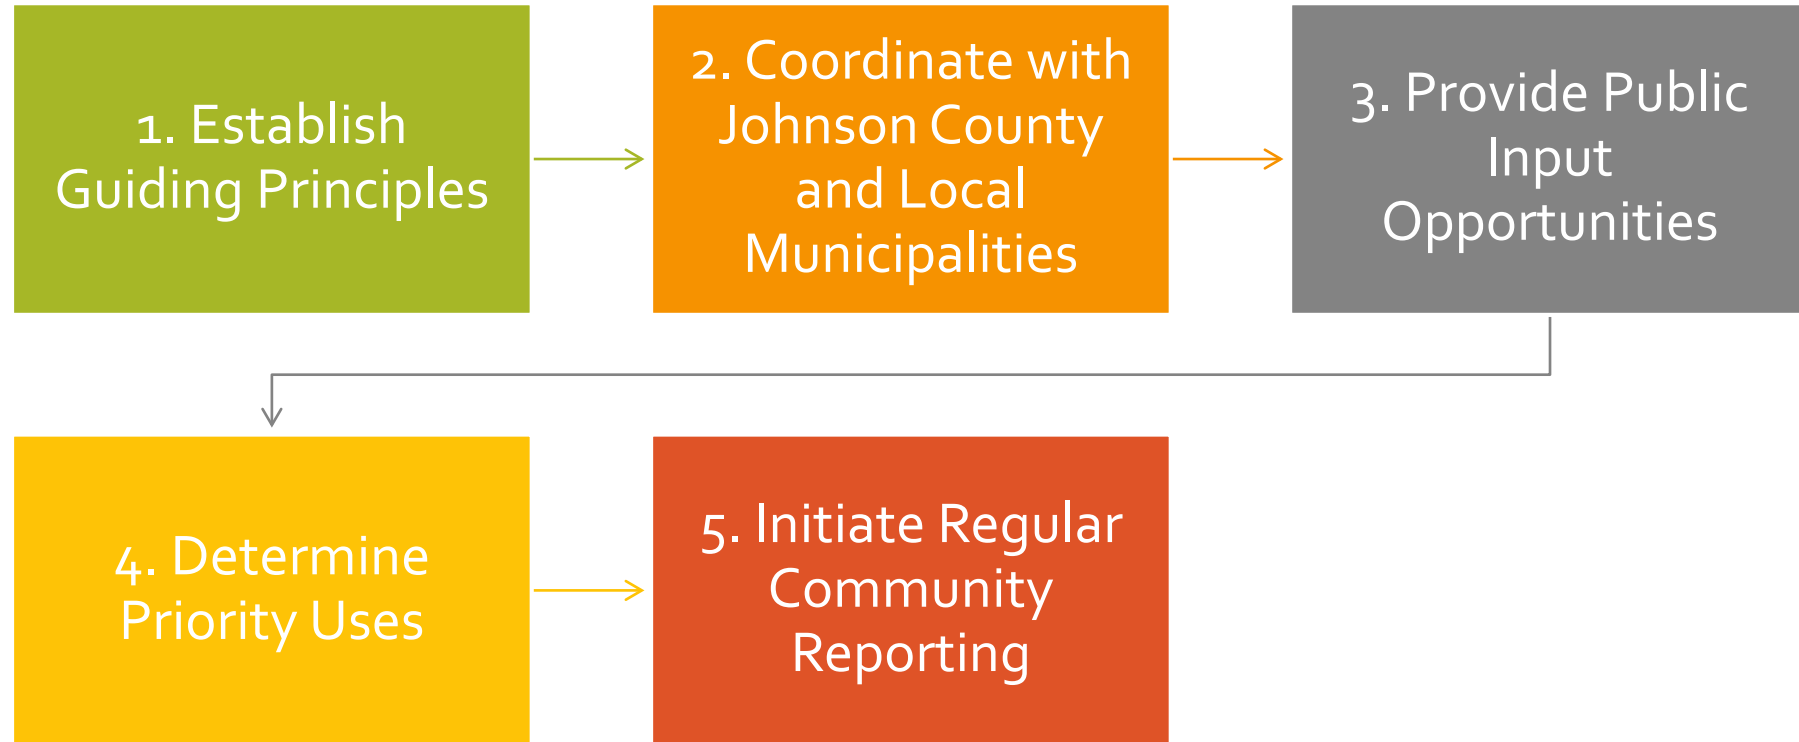 1. Establish
Guiding Principles
2. Coordinate with
Johnson County
and Local
Municipalities
3. Provide Public
Input
Opportunities
4. Determine
Priority Uses
5. Initiate Regular
Community
Reporting